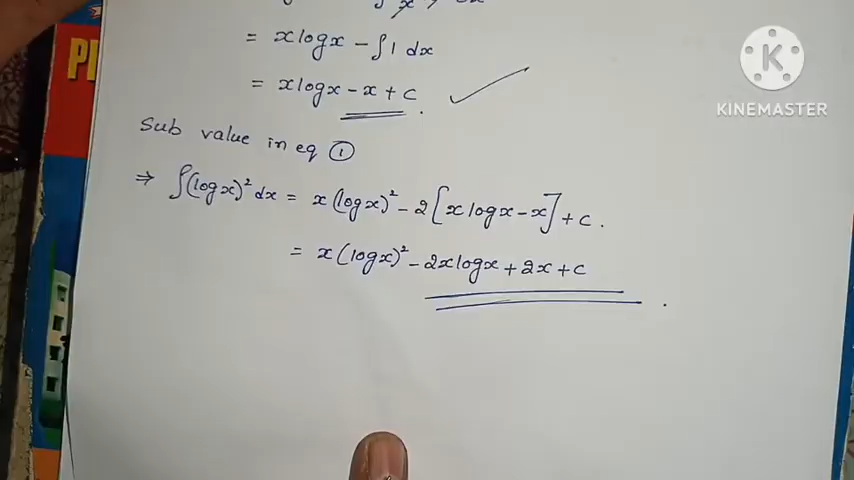 = x log x - ∫ 1 dx
= x log x - x + c .
Sub value in eq ①
⇒ ∫(log x)² dx = x (log x)² - 2 [x log x - x] + c .
= x (log x)² - 2x log x + 2x + c .
K
KINEMASTER